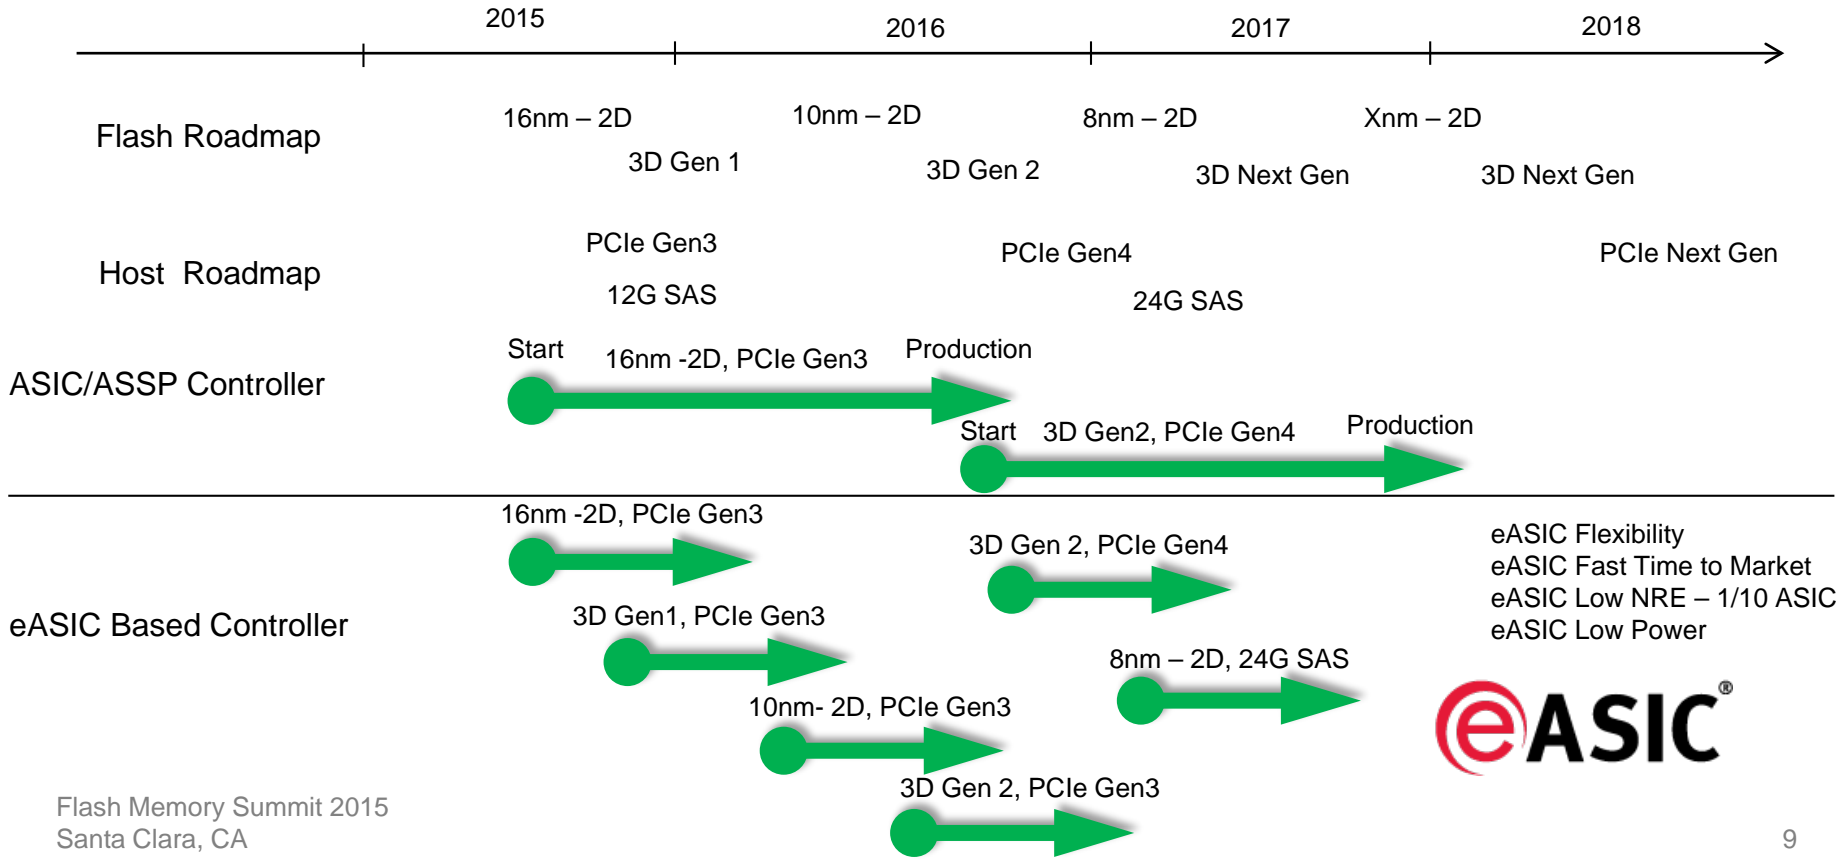 2015
2016
2017
2018
Flash Roadmap
16nm – 2D
10nm – 2D
8nm – 2D
Xnm – 2D
3D Gen 1
3D Gen 2
3D Next Gen
3D Next Gen
Host  Roadmap
PCIe Gen3
PCIe Gen4
PCIe Next Gen
12G SAS
24G SAS
ASIC/ASSP Controller
Start
16nm -2D, PCIe Gen3
Production
Start
3D Gen2, PCIe Gen4
Production
eASIC Based Controller
16nm -2D, PCIe Gen3
3D Gen 2, PCIe Gen4
3D Gen1, PCIe Gen3
8nm – 2D, 24G SAS
10nm- 2D, PCIe Gen3
3D Gen 2, PCIe Gen3
eASIC Flexibility
eASIC Fast Time to Market
eASIC Low NRE – 1/10 ASIC
eASIC Low Power
eASIC®
Flash Memory Summit 2015
Santa Clara, CA
9